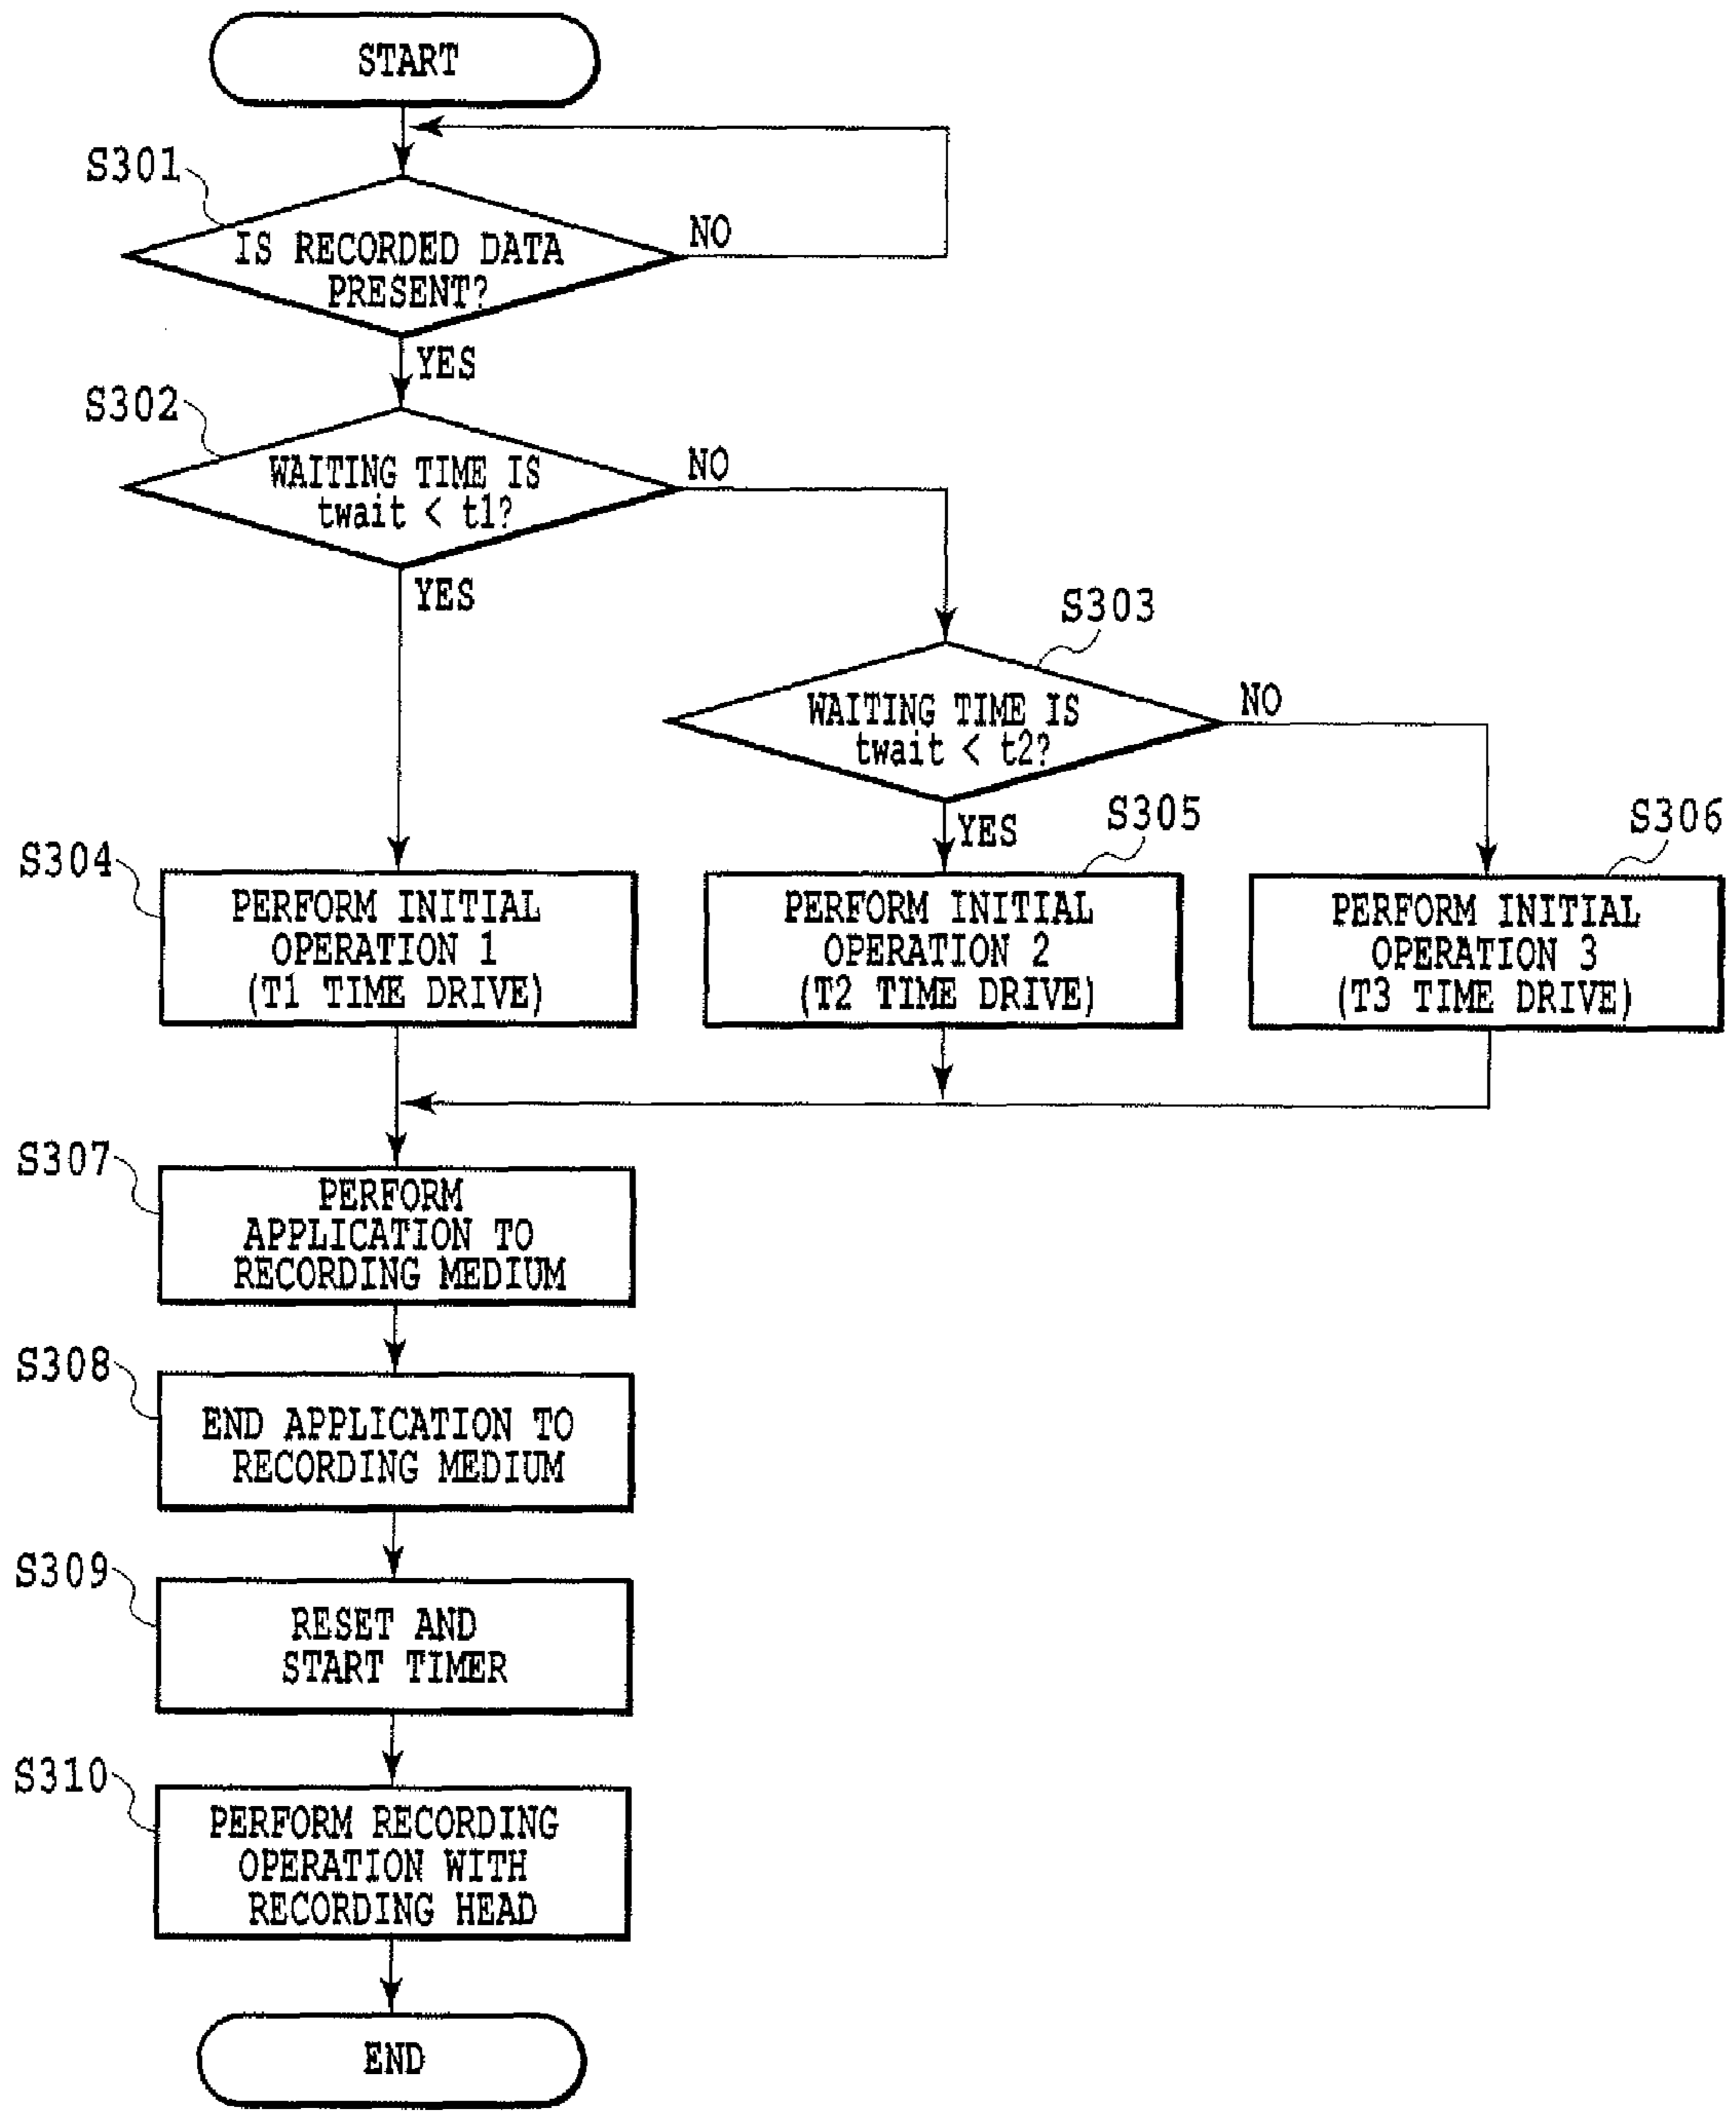 START
S301
IS RECORDED DATA
PRESENT?
NO
YES
S302
WAITING TIME IS
twait < t1?
NO
YES
S303
WAITING TIME IS
twait < t2?
NO
YES
S304
PERFORM INITIAL
OPERATION 1
(T1 TIME DRIVE)
S305
PERFORM INITIAL
OPERATION 2
(T2 TIME DRIVE)
S306
PERFORM INITIAL
OPERATION 3
(T3 TIME DRIVE)
S307
PERFORM
APPLICATION TO
RECORDING MEDIUM
S308
END APPLICATION TO
RECORDING MEDIUM
S309
RESET AND
START TIMER
S310
PERFORM RECORDING
OPERATION WITH
RECORDING HEAD
END